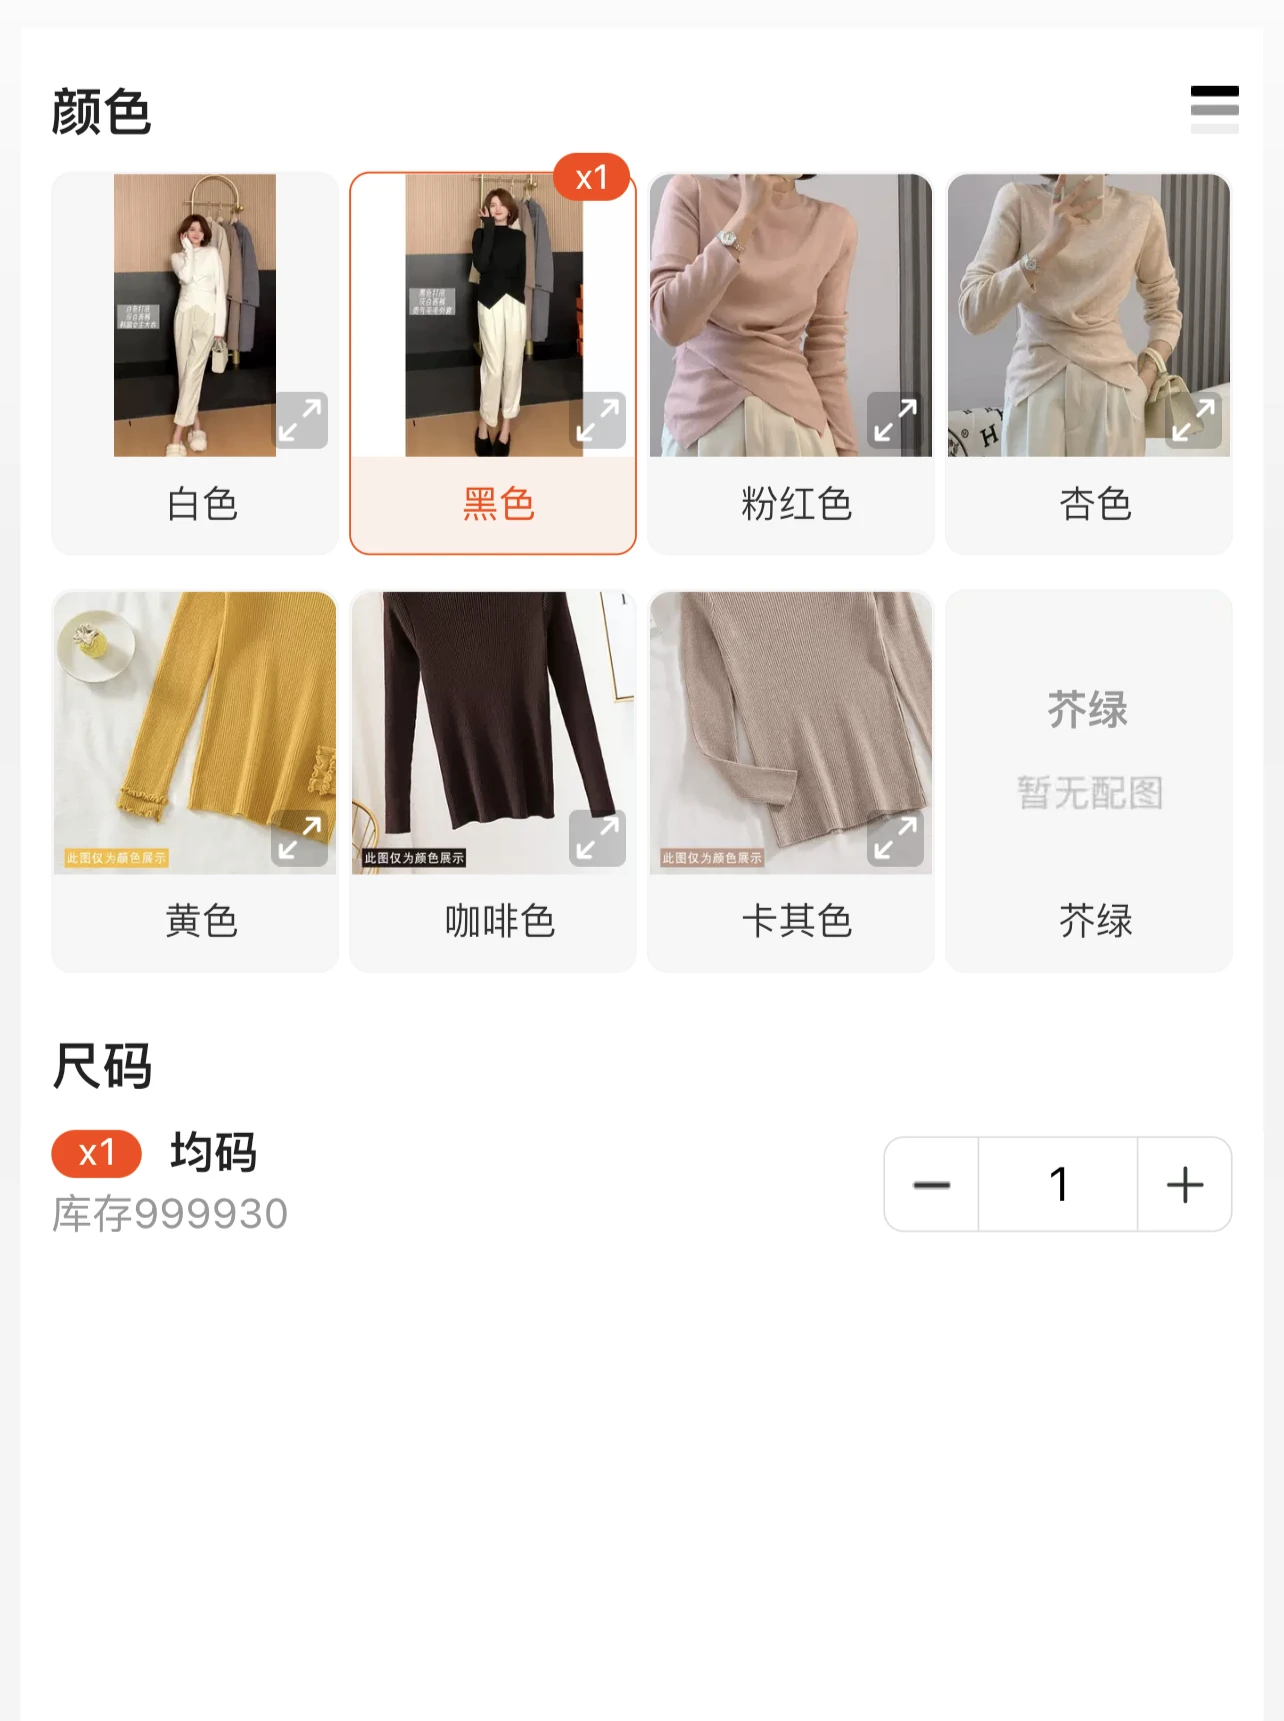 颜色
x1
白色
黑色
粉红色
H
杏色
芥绿
暂无配图
此图仅为颜色展示
此图仅为颜色展示
此图仅为颜色展示
黄色
咖啡色
卡其色
芥绿
尺码
x1 均码
库存999930
1